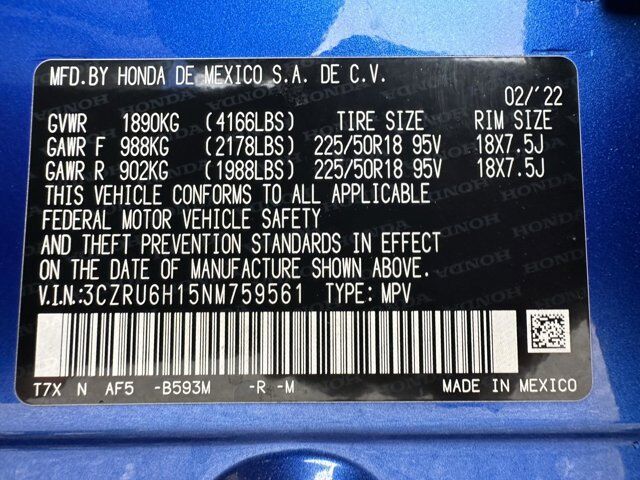 MFD.BY HONDA DE MEXICO S.A. DE C.V.
02/'22
GVWR 1890KG (4166LBS) TIRE SIZE RIM SIZE
GAWR F 988KG (2178LBS) 225/50R18 95V 18X7.5J
GAWR R 902KG (1988LBS) 225/50R18 95V 18X7.5J
THIS VEHICLE CONFORMS TO ALL APPLICABLE
FEDERAL MOTOR VEHICLE SAFETY
AND THEFT PREVENTION STANDARDS IN EFFECT
ON THE DATE OF MANUFACTURE SHOWN ABOVE.
V.I.N.:3CZRU6H15NM759561 TYPE: MPV
T7X N AF5 -B593M -R -M MADE IN MEXICO